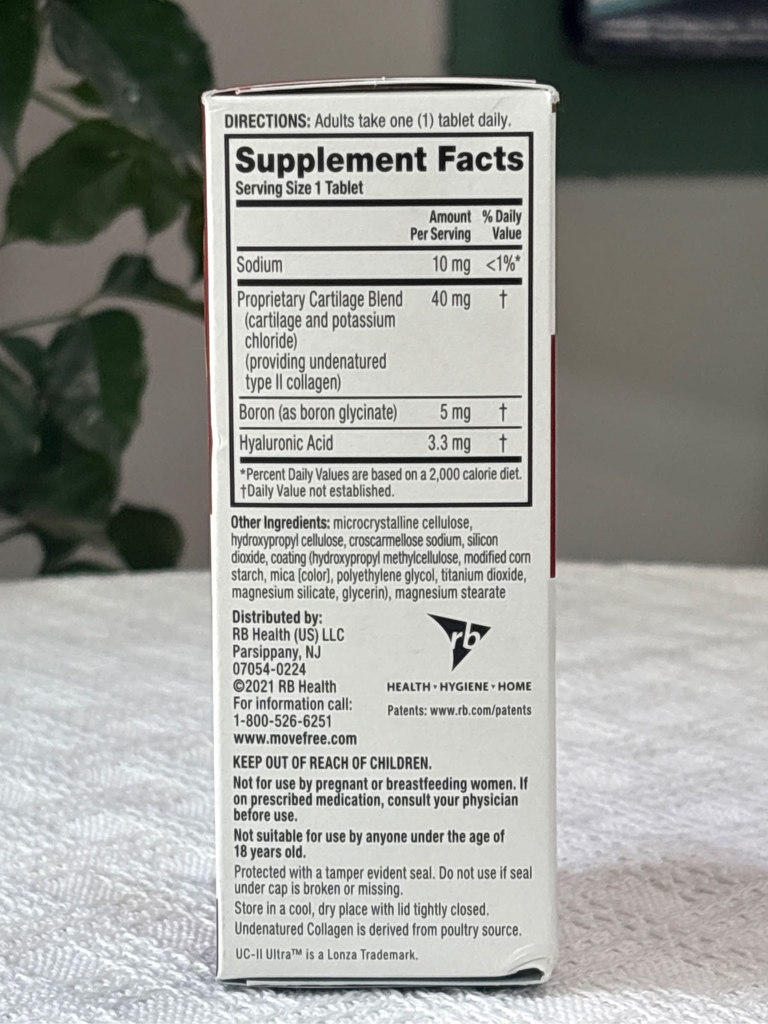 DIRECTIONS: Adults take one (1) tablet daily.
Supplement Facts
Serving Size 1 Tablet
Amount Per Serving % Daily Value
Sodium 10 mg <1%*
Proprietary Cartilage Blend 40 mg †
(cartilage and potassium
chloride)
(providing undenatured
type II collagen)
Boron (as boron glycinate) 5 mg †
Hyaluronic Acid 3.3 mg †
*Percent Daily Values are based on a 2,000 calorie diet.
†Daily Value not established.
Other Ingredients: microcrystalline cellulose,
hydroxypropyl cellulose, croscarmellose sodium, silicon
dioxide, coating (hydroxypropyl methylcellulose, modified corn
starch, mica [color], polyethylene glycol, titanium dioxide,
magnesium silicate, glycerin), magnesium stearate
Distributed by:
RB Health (US) LLC
Parsippany, NJ
07054-0224
©2021 RB Health
For information call:
1-800-526-6251
www.movefree.com
rb
HEALTH • HYGIENE • HOME
Patents: www.rb.com/patents
KEEP OUT OF REACH OF CHILDREN.
Not for use by pregnant or breastfeeding women. If
on prescribed medication, consult your physician
before use.
Not suitable for use by anyone under the age of
18 years old.
Protected with a tamper evident seal. Do not use if seal
under cap is broken or missing.
Store in a cool, dry place with lid tightly closed.
Undenatured Collagen is derived from poultry source.
UC-II Ultra™ is a Lonza Trademark.